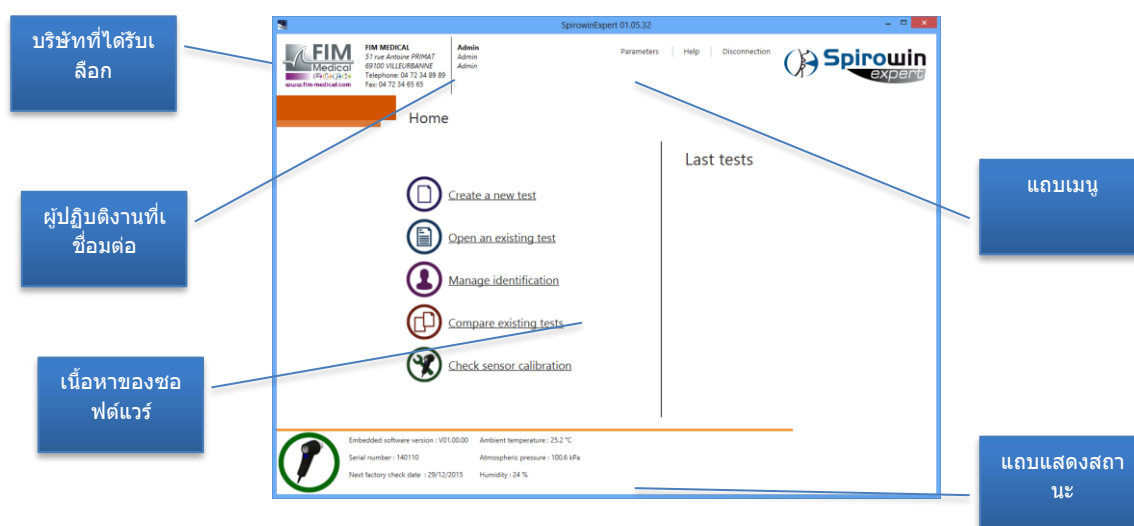 บริษัทที่ได้รับเ
ลือก
ผู้ปฏิบัติงานที่เ
ชื่อมต่อ
เนื้อหาของซอ
ฟต์แวร์
SpirowinExpert 01.05.32
FIM
Medical
www.fim-medical.com
FIM MEDICAL
51 rue Antoine PRIMAT
69100 VILLEURBANNE
Telephone: 04 72 34 89 89
Fax: 04 72 34 65 65
Admin
Admin
Admin
Parameters | Help | Disconnection
Spirowin
expert
Home
Create a new test
Open an existing test
Manage identification
Compare existing tests
Check sensor calibration
Last tests
Embedded software version : V01.00.00
Serial number : 140110
Next factory check date : 29/12/2015
Ambient temperature : 25.2 °C
Atmospheric pressure : 100.6 kPa
Humidity : 24 %
แถบเมนู
แถบแสดงสถา
นะ